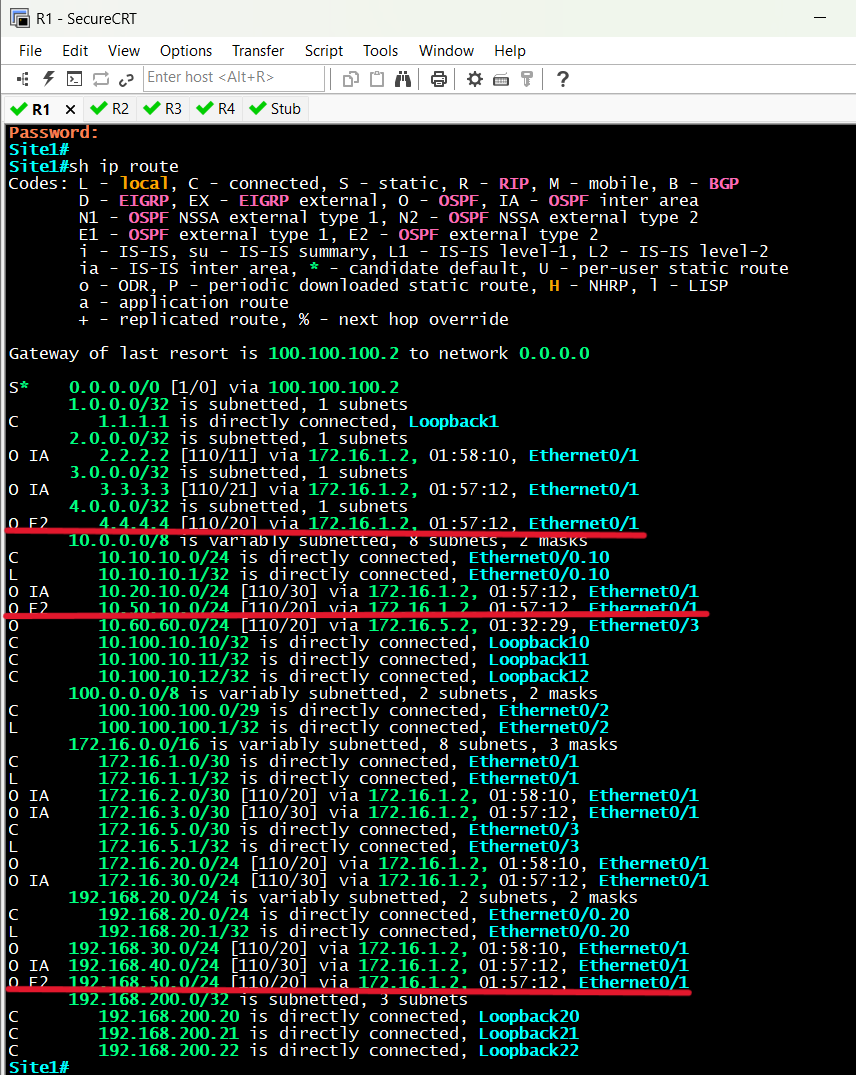 R1 - SecureCRT
File Edit View Options Transfer Script Tools Window Help
Enter host <Alt+R>
R1 R2 R3 R4 Stub
Password:
Site1#
Site1#sh ip route
Codes: L - local, C - connected, S - static, R - RIP, M - mobile, B - BGP
D - EIGRP, EX - EIGRP external, O - OSPF, IA - OSPF inter area
N1 - OSPF NSSA external type 1, N2 - OSPF NSSA external type 2
E1 - OSPF external type 1, E2 - OSPF external type 2
i - IS-IS, su - IS-IS summary, L1 - IS-IS level-1, L2 - IS-IS level-2
ia - IS-IS inter area, * - candidate default, U - per-user static route
o - ODR, P - periodic downloaded static route, H - NHRP, l - LISP
a - application route
+ - replicated route, % - next hop override
Gateway of last resort is 100.100.100.2 to network 0.0.0.0
S* 0.0.0.0/0 [1/0] via 100.100.100.2
1.0.0.0/32 is subnetted, 1 subnets
C 1.1.1.1 is directly connected, Loopback1
2.0.0.0/32 is subnetted, 1 subnets
O IA 2.2.2.2 [110/11] via 172.16.1.2, 01:58:10, Ethernet0/1
3.0.0.0/32 is subnetted, 1 subnets
O IA 3.3.3.3 [110/21] via 172.16.1.2, 01:57:12, Ethernet0/1
4.0.0.0/32 is subnetted, 1 subnets
O E2 4.4.4.4 [110/20] via 172.16.1.2, 01:57:12, Ethernet0/1
10.0.0.0/8 is variably subnetted, 8 subnets, 2 masks
C 10.10.10.0/24 is directly connected, Ethernet0/0.10
L 10.10.10.1/32 is directly connected, Ethernet0/0.10
O IA 10.20.10.0/24 [110/30] via 172.16.1.2, 01:57:12, Ethernet0/1
O E2 10.50.10.0/24 [110/20] via 172.16.1.2, 01:57:12, Ethernet0/1
O 10.60.60.0/24 [110/20] via 172.16.5.2, 01:32:29, Ethernet0/3
C 10.100.10.10/32 is directly connected, Loopback10
C 10.100.10.11/32 is directly connected, Loopback11
C 10.100.10.12/32 is directly connected, Loopback12
100.0.0.0/8 is variably subnetted, 2 subnets, 2 masks
C 100.100.100.0/29 is directly connected, Ethernet0/2
L 100.100.100.1/32 is directly connected, Ethernet0/2
172.16.0.0/16 is variably subnetted, 8 subnets, 3 masks
C 172.16.1.0/30 is directly connected, Ethernet0/1
L 172.16.1.1/32 is directly connected, Ethernet0/1
O IA 172.16.2.0/30 [110/20] via 172.16.1.2, 01:58:10, Ethernet0/1
O IA 172.16.3.0/30 [110/30] via 172.16.1.2, 01:57:12, Ethernet0/1
C 172.16.5.0/30 is directly connected, Ethernet0/3
L 172.16.5.1/32 is directly connected, Ethernet0/3
O 172.16.20.0/24 [110/20] via 172.16.1.2, 01:58:10, Ethernet0/1
O IA 172.16.30.0/24 [110/30] via 172.16.1.2, 01:57:12, Ethernet0/1
192.168.20.0/24 is variably subnetted, 2 subnets, 2 masks
C 192.168.20.0/24 is directly connected, Ethernet0/0.20
L 192.168.20.1/32 is directly connected, Ethernet0/0.20
O 192.168.30.0/24 [110/20] via 172.16.1.2, 01:58:10, Ethernet0/1
O IA 192.168.40.0/24 [110/30] via 172.16.1.2, 01:57:12, Ethernet0/1
O E2 192.168.50.0/24 [110/20] via 172.16.1.2, 01:57:12, Ethernet0/1
192.168.200.0/32 is subnetted, 3 subnets
C 192.168.200.20 is directly connected, Loopback20
C 192.168.200.21 is directly connected, Loopback21
C 192.168.200.22 is directly connected, Loopback22
Site1#